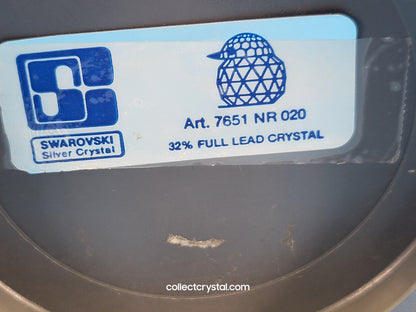 SWAROVSKI
Silver Crystal
Art. 7651 NR 020
32% FULL LEAD CRYSTAL
collectcrystal.com